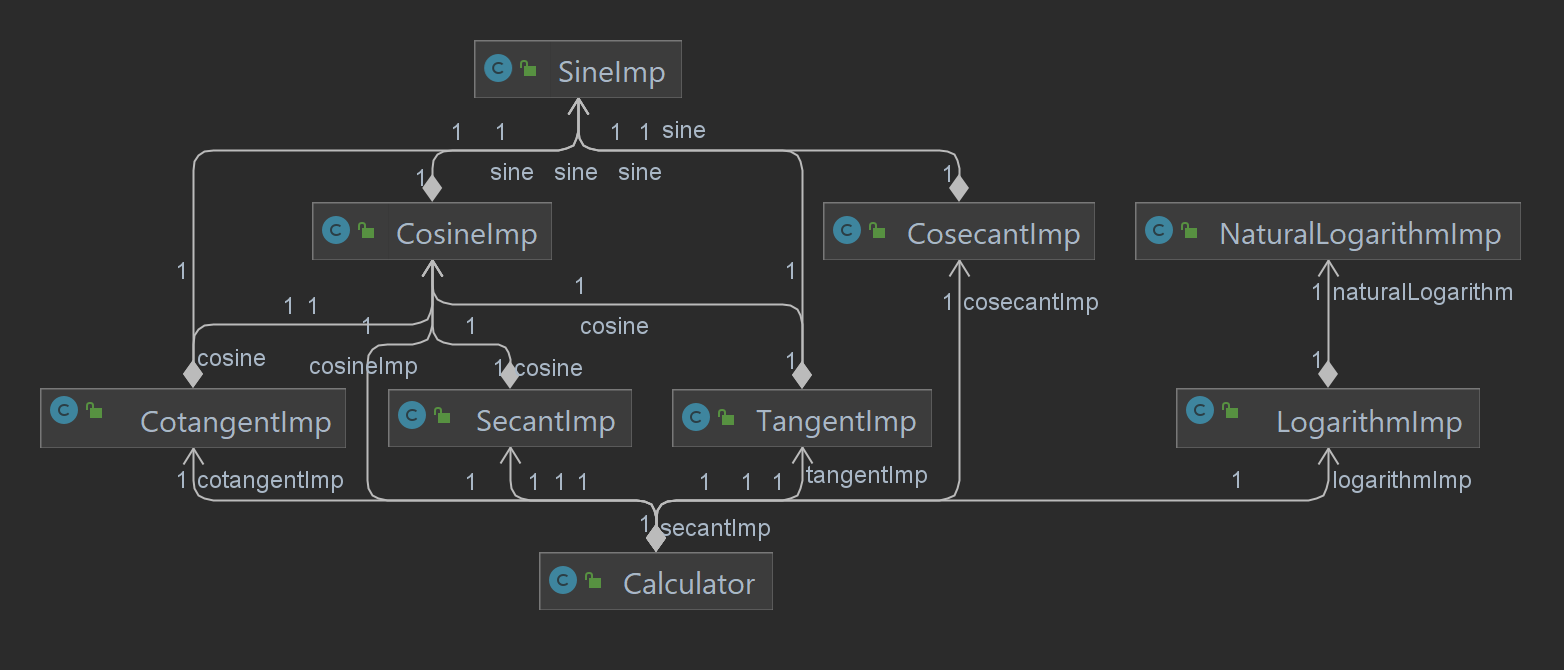 C SineImp
1 1 1 1 sine
sine sine sine
1 1
C CosineImp
C CosecantImp
C NaturalLogarithmImp
1 1
1 1 1
1 cosecantImp
1 naturalLogarithm
1 1 cosine
cosine
cosineImp
1 cosine
1
1
C CotangentImp
C SecantImp
C TangentImp
C LogarithmImp
1 cotangentImp
1 1 1 1
1 1 1 tangentImp
1 logarithmImp
1 secantImp
C Calculator